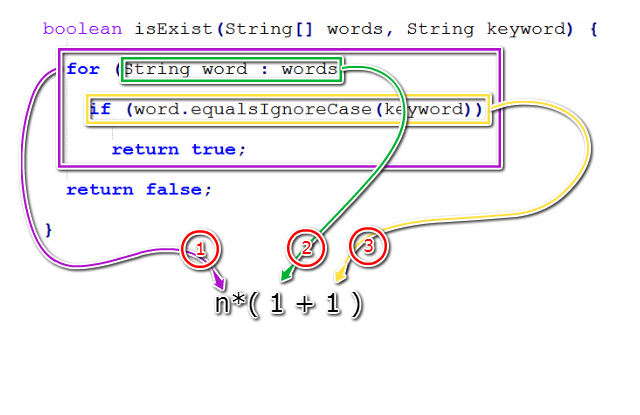 boolean isExist(String[] words, String keyword) {
for (String word : words
if (word.equalsIgnoreCase(keyword))
return true;
return false;
}
1 2 3
n*( 1 + 1 )